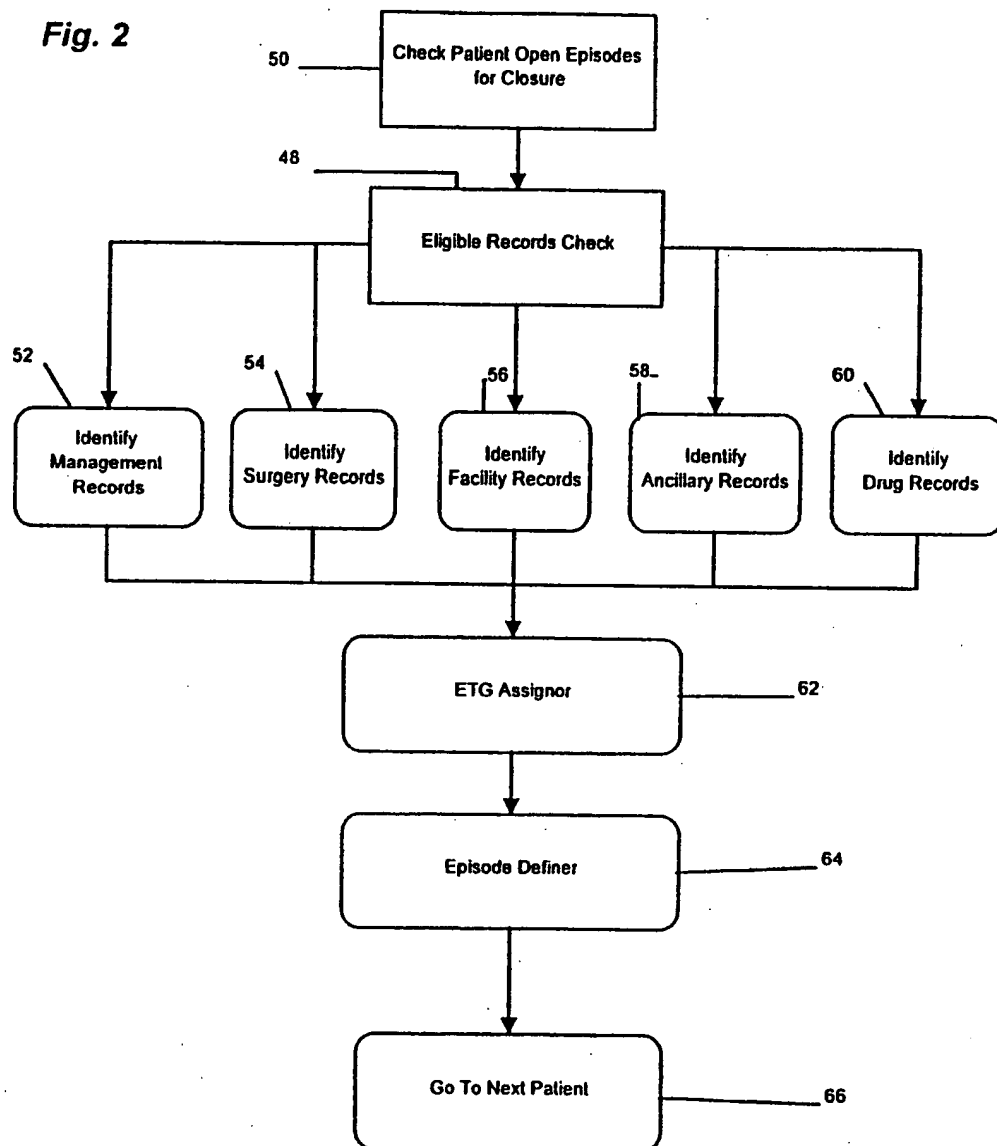 Fig. 2
50
Check Patient Open Episodes
for Closure
48
Eligible Records Check
52
54
56
58
60
Identify
Management
Records
Identify
Surgery Records
Identify
Facility Records
Identify
Ancillary Records
Identify
Drug Records
ETG Assignor
62
Episode Definer
64
Go To Next Patient
66